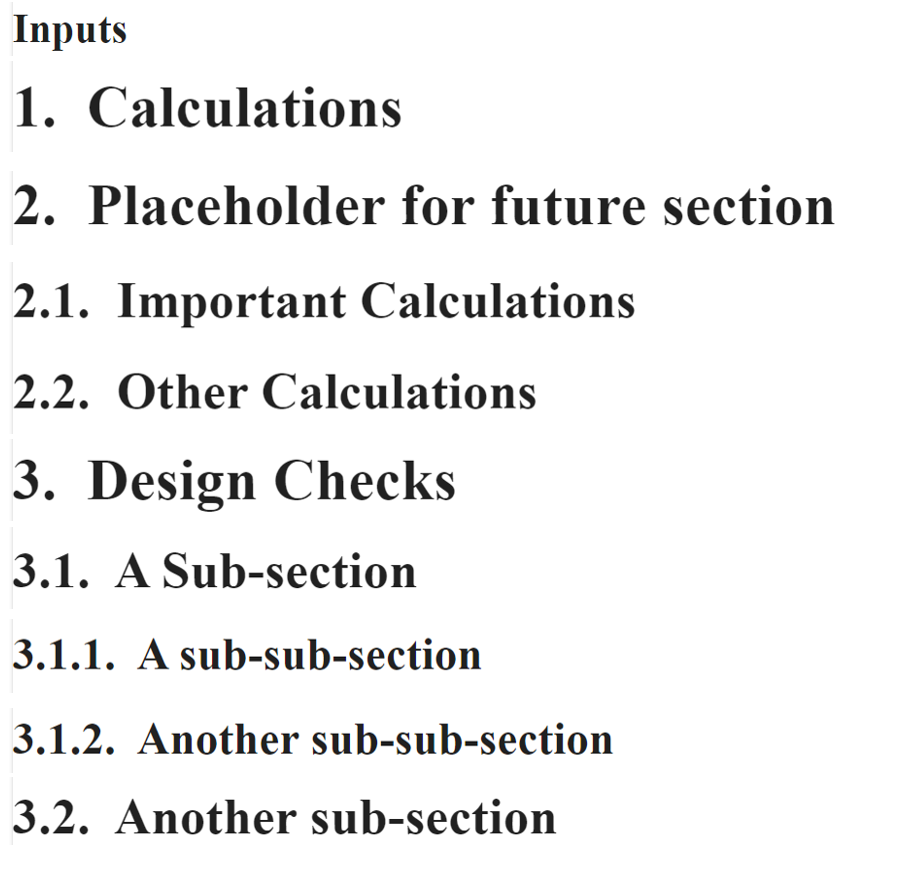 Inputs
1. Calculations
2. Placeholder for future section
2.1. Important Calculations
2.2. Other Calculations
3. Design Checks
3.1. A Sub-section
3.1.1. A sub-sub-section
3.1.2. Another sub-sub-section
3.2. Another sub-section